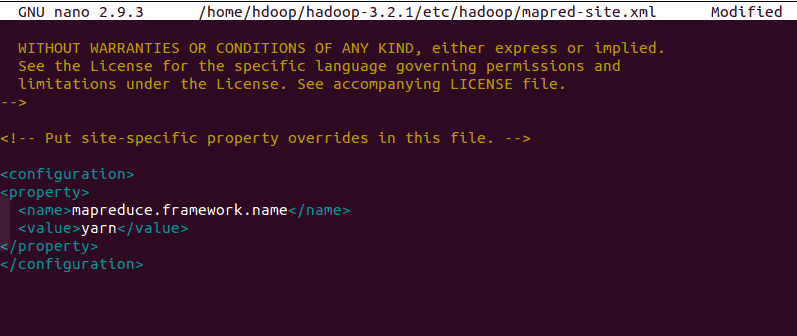 GNU nano 2.9.3 /home/hdoop/hadoop-3.2.1/etc/hadoop/mapred-site.xml Modified
WITHOUT WARRANTIES OR CONDITIONS OF ANY KIND, either express or implied.
See the License for the specific language governing permissions and
limitations under the License. See accompanying LICENSE file.
-->
<!-- Put site-specific property overrides in this file. -->
<configuration>
<property>
<name>mapreduce.framework.name</name>
<value>yarn</value>
</property>
</configuration>